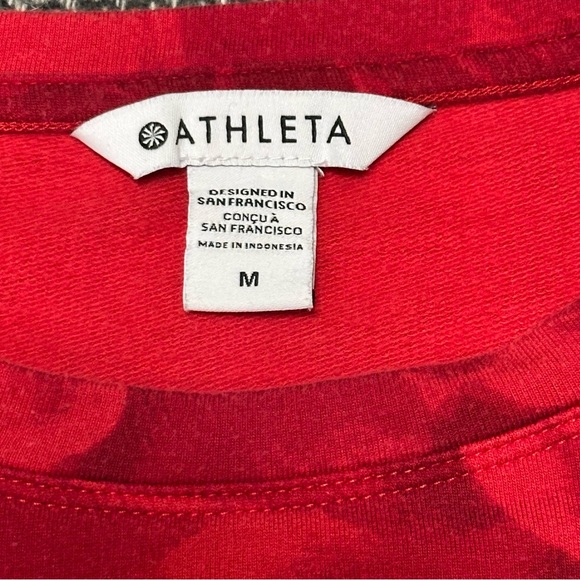 ATHLETA
DESIGNED IN
SAN FRANCISCO
CONÇU À
SAN FRANCISCO
MADE IN INDONESIA
M